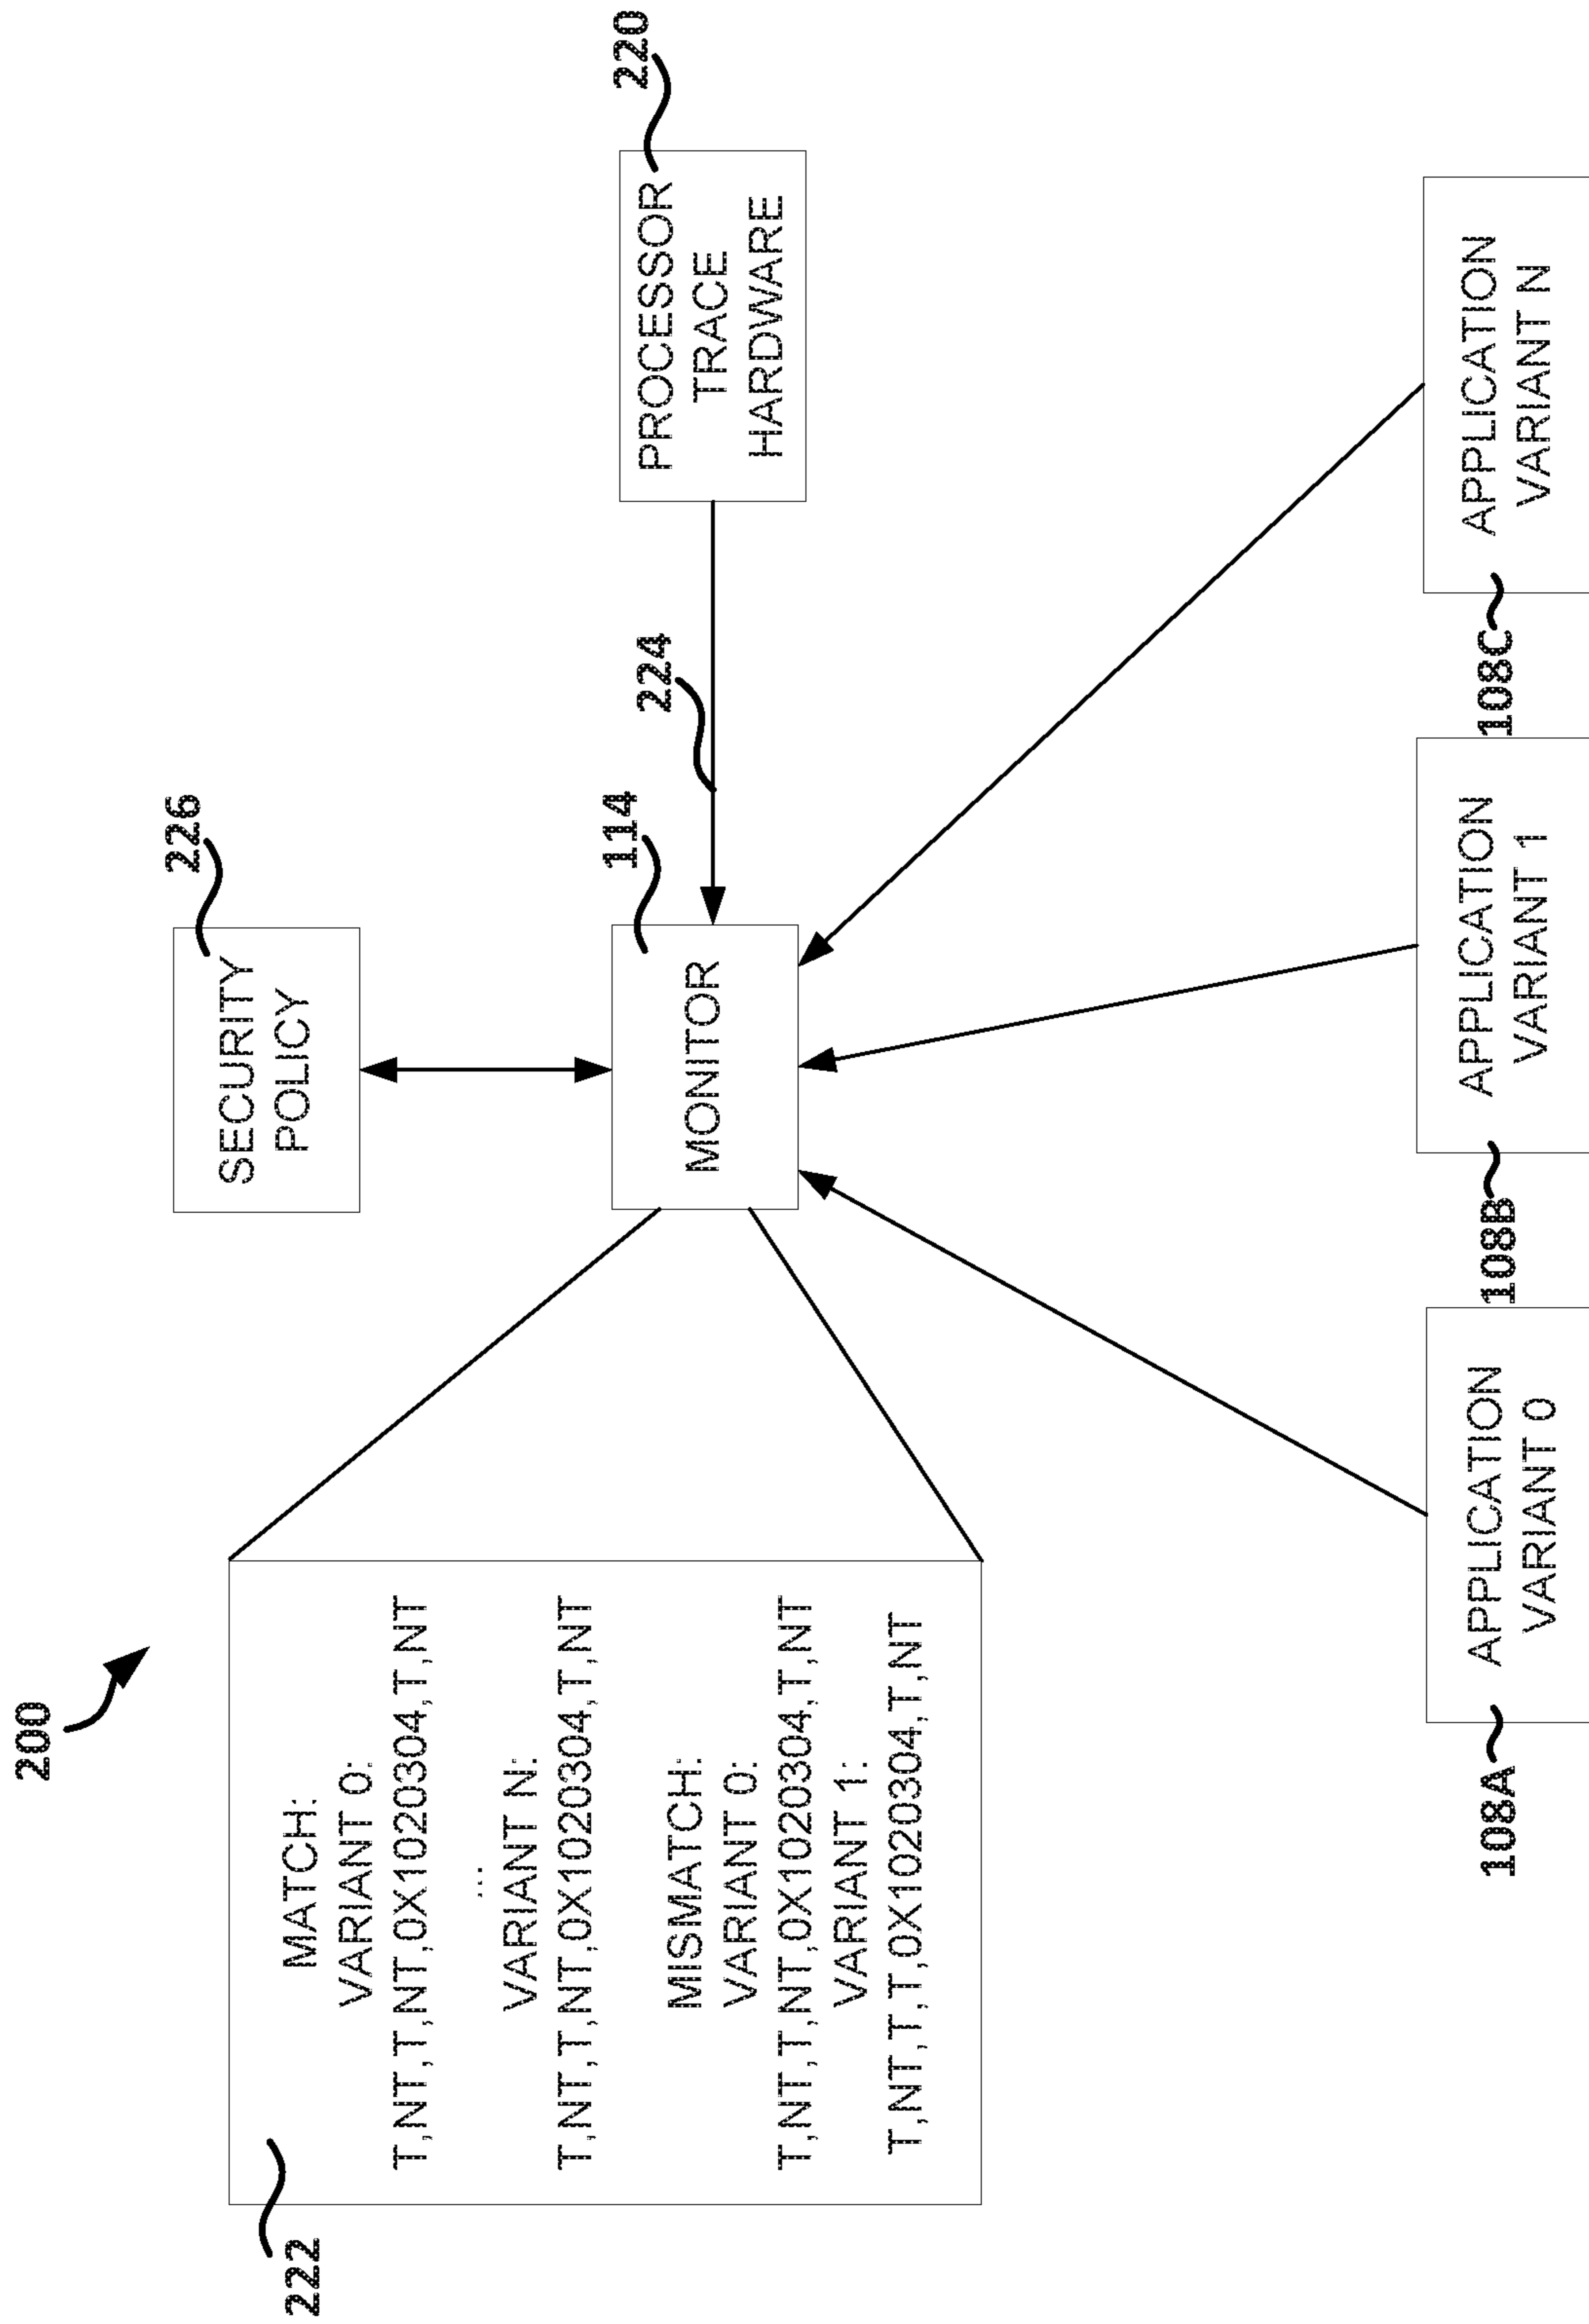 200
222
MATCH:
VARIANT 0:
T,NT,T,NT,0X1020304,T,NT
...
VARIANT N:
T,NT,T,NT,0X1020304,T,NT
MISMATCH:
VARIANT 0:
T,NT,T,NT,0X1020304,T,NT
VARIANT 1:
T,NT,T,T,0X1020304,T,NT
226
SECURITY
POLICY
114
MONITOR
224
220
PROCESSOR
TRACE
HARDWARE
108A
APPLICATION
VARIANT 0
108B
APPLICATION
VARIANT 1
108C
APPLICATION
VARIANT N